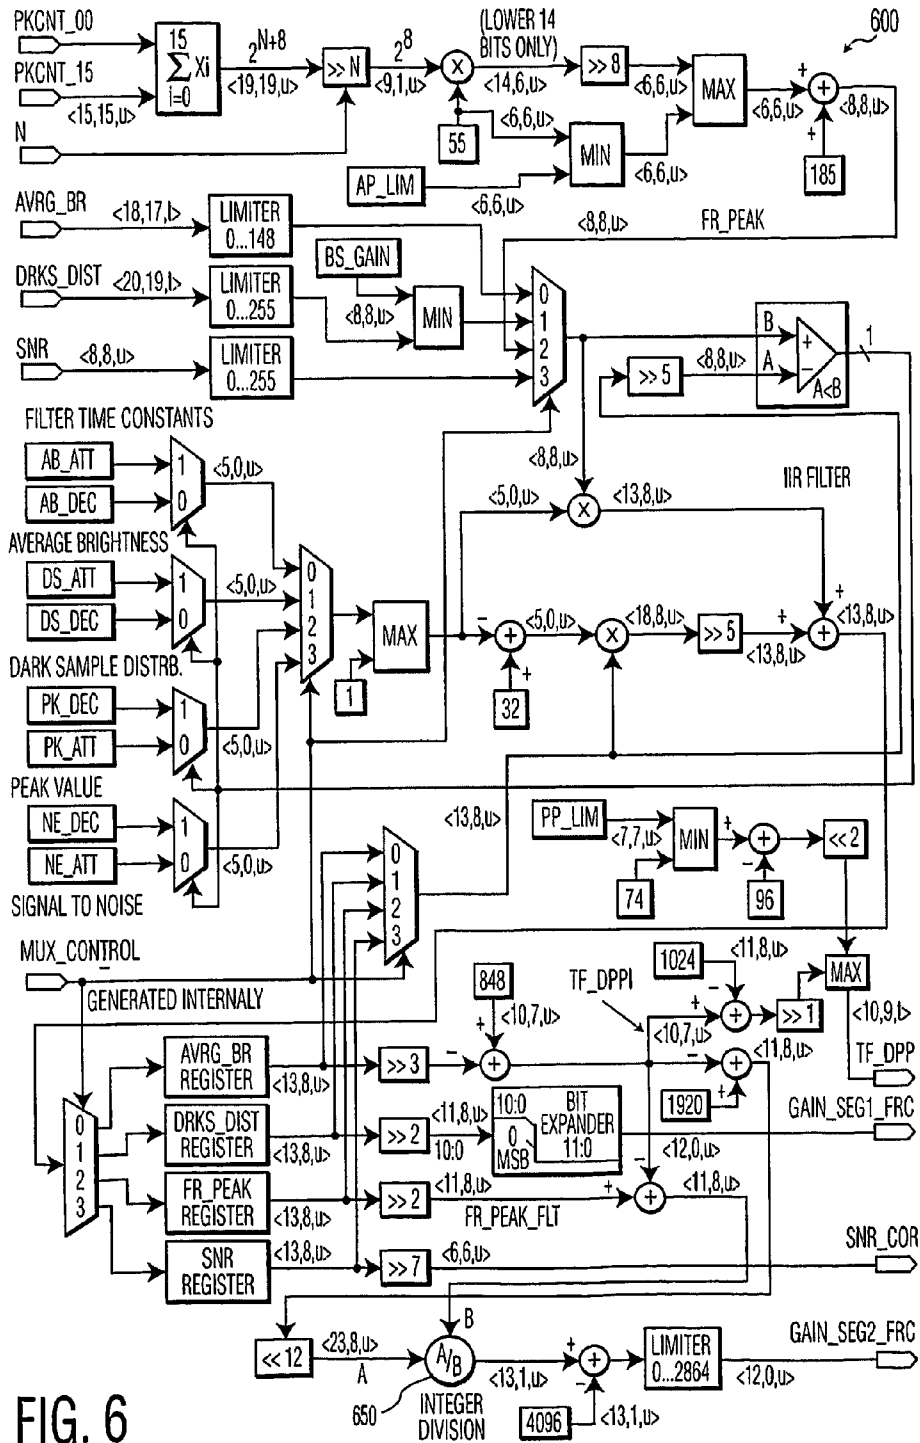 PKCNT_00
PKCNT_15
<15,15,u>
N
15
∑ Xi
i=0
2^N+8
<19,19,u>
>> N
2^8
<9,1,u>
X
55
(LOWER 14
BITS ONLY)
<14,6,u>
>> 8
<6,6,u>
<6,6,u>
AP_LIM
<6,6,u>
MIN
<6,6,u>
MAX
<6,6,u>
+
+
+
185
<8,8,u>
600
AVRG_BR
<18,17,t>
LIMITER
0...148
DRKS_DIST
<20,19,t>
LIMITER
0...255
SNR
<8,8,u>
LIMITER
0...255
BS_GAIN
<8,8,u>
MIN
<8,8,u>
FR_PEAK
0
1
2
3
>> 5
<8,8,u>
B
A
+
−
A<B
1
FILTER TIME CONSTANTS
AB_ATT
AB_DEC
1
0
<5,0,u>
AVERAGE BRIGHTNESS
DS_ATT
DS_DEC
1
0
<5,0,u>
DARK SAMPLE DISTRB.
PK_DEC
PK_ATT
1
0
<5,0,u>
PEAK VALUE
NE_DEC
NE_ATT
1
0
<5,0,u>
SIGNAL TO NOISE
0
1
2
3
MAX
1
<8,8,u>
<5,0,u>
X
<13,8,u>
IIR FILTER
−
+
+
32
<5,0,u>
X
<18,8,u>
>> 5
<13,8,u>
+
+
+
<13,8,u>
<13,8,u>
0
1
2
3
PP_LIM
<7,7,u>
74
MIN
+
+
−
96
<< 2
MUX_CONTROL
GENERATED INTERNALY
848
+
<10,7,u>
−
+
TF_DPPI
1024
<11,8,u>
−
+
+
<10,7,u>
>> 1
MAX
<10,9,t>
TF_DPP
<11,8,u>
−
+
+
1920
0
1
2
3
AVRG_BR
REGISTER
<13,8,u>
>> 3
DRKS_DIST
REGISTER
<13,8,u>
>> 2
<11,8,u>
10:0
10:0
0
MSB
BIT
EXPANDER
11:0
<12,0,u>
GAIN_SEG1_FRC
FR_PEAK
REGISTER
<13,8,u>
>> 2
<11,8,u>
FR_PEAK_FLT
−
+
+
<11,8,u>
SNR
REGISTER
<13,8,u>
>> 7
<6,6,u>
SNR_COR
<< 12
<23,8,u>
A
B
A/B
650
INTEGER
DIVISION
<13,1,u>
+
+
−
4096
<13,1,u>
LIMITER
0...2864
<12,0,u>
GAIN_SEG2_FRC
FIG. 6